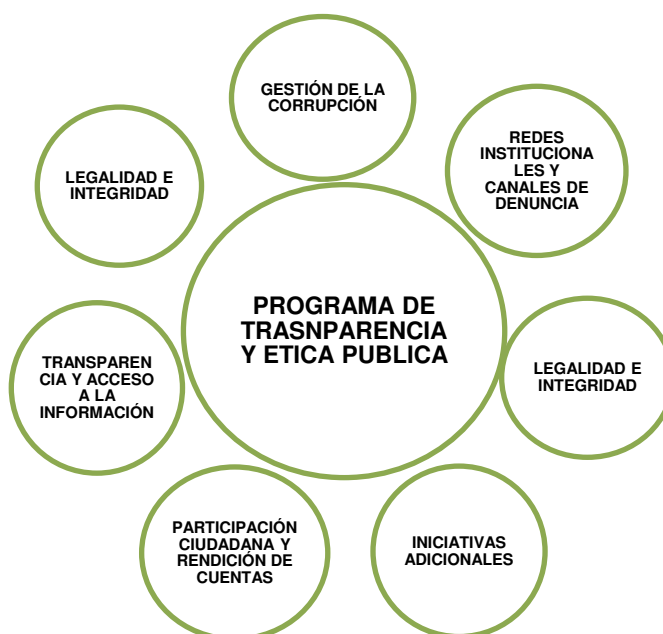 GESTIÓN DE LA
CORRUPCIÓN
REDES
INSTITUCIONA
LES Y
CANALES DE
DENUNCIA
LEGALIDAD E
INTEGRIDAD
PROGRAMA DE
TRASNPARENCIA
Y ETICA PUBLICA
TRANSPAREN
CIA Y ACCESO
A LA
INFORMACIÓN
LEGALIDAD E
INTEGRIDAD
PARTICIPACIÓN
CIUDADANA Y
RENDICIÓN DE
CUENTAS
INICIATIVAS
ADICIONALES